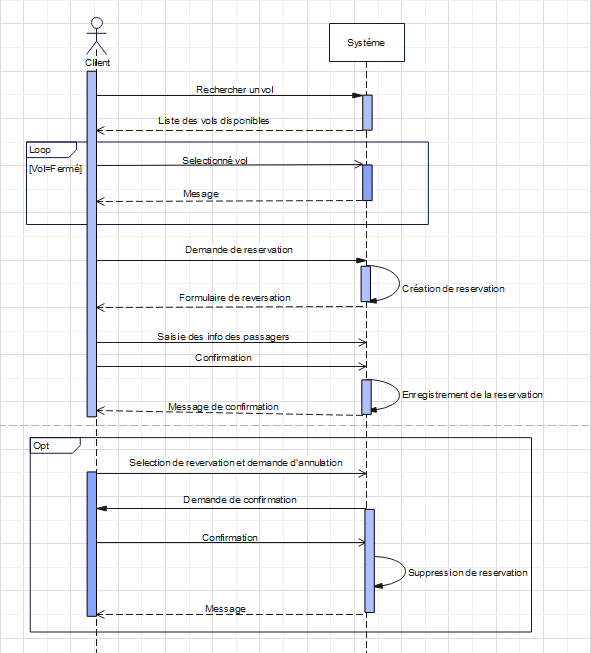 Client
Systéme
Rechercher un vol
Liste des vols disponibles
Loop
[Vol=Fermé]
Selectionné vol
Mesage
Demande de reservation
Création de reservation
Formulaire de reversation
Saisie des info des passagers
Confirmation
Enregistrement de la reservation
Message de confirmation
Opt
Selection de revervation et demande d'annulation
Demande de confirmation
Confirmation
Suppression de reservation
Message